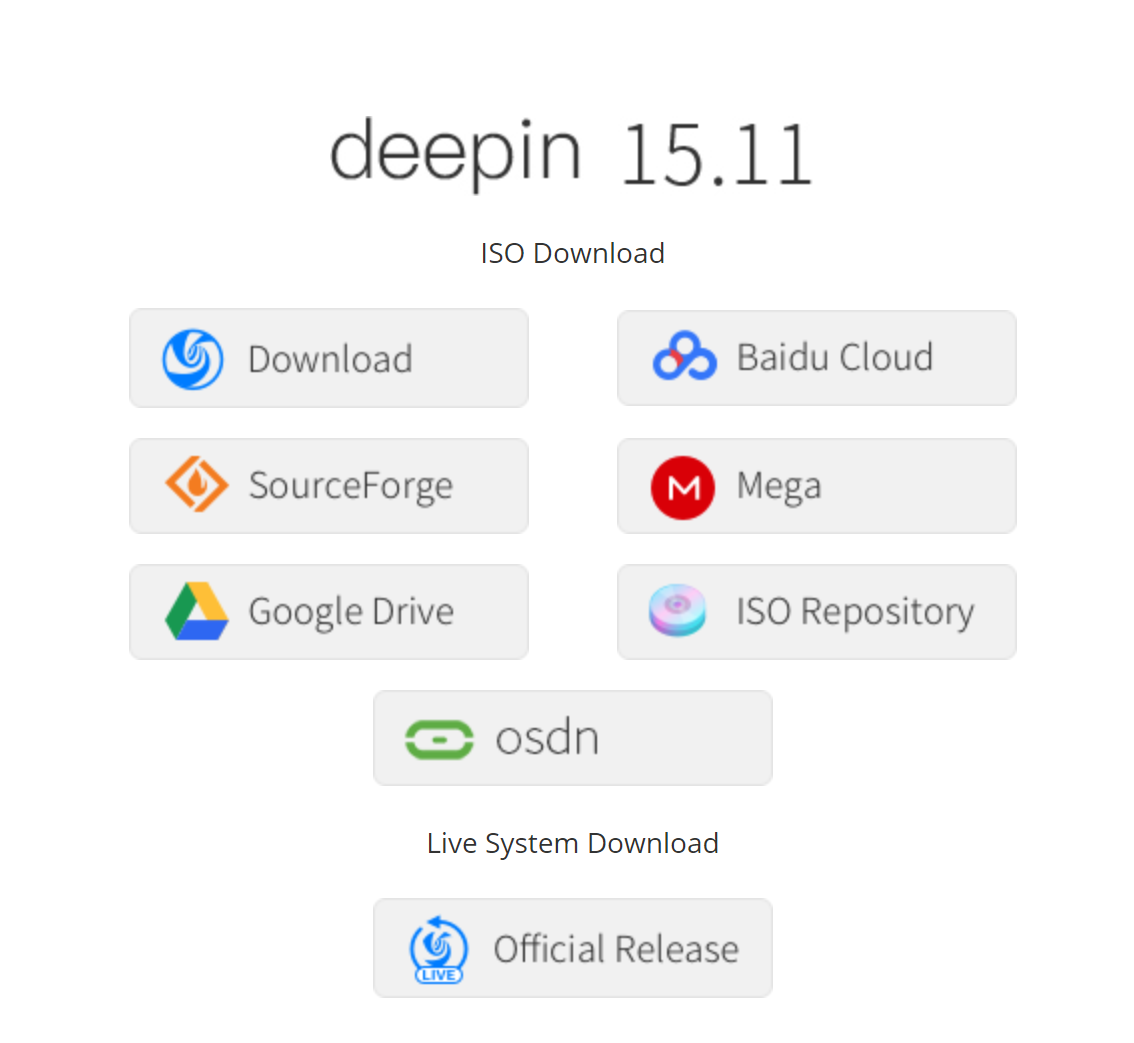 deepin 15.11
ISO Download
Download
Baidu Cloud
SourceForge
Mega
Google Drive
ISO Repository
osdn
Live System Download
LIVE
Official Release